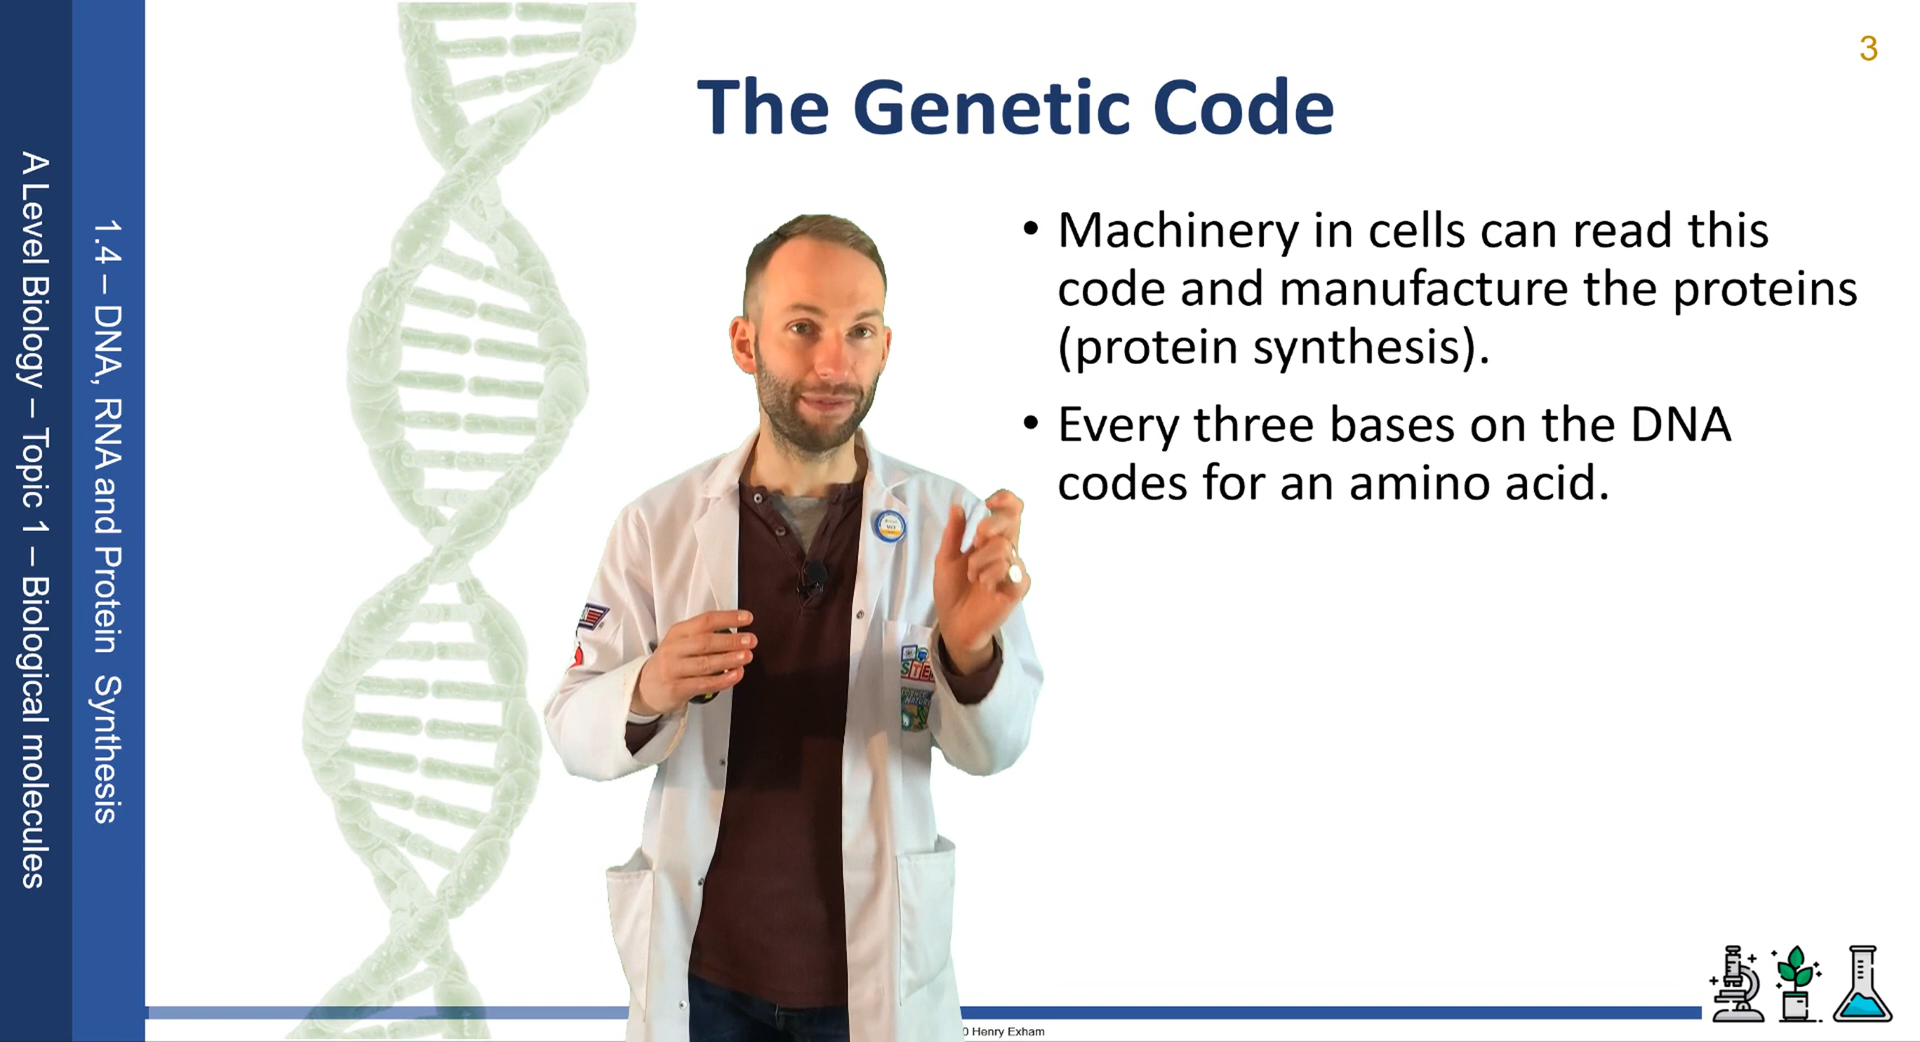 3
The Genetic Code
• Machinery in cells can read this
code and manufacture the proteins
(protein synthesis).
• Every three bases on the DNA
codes for an amino acid.
1.4 – DNA, RNA and Protein Synthesis
A Level Biology – Topic 1 – Biological molecules
Henry Exham